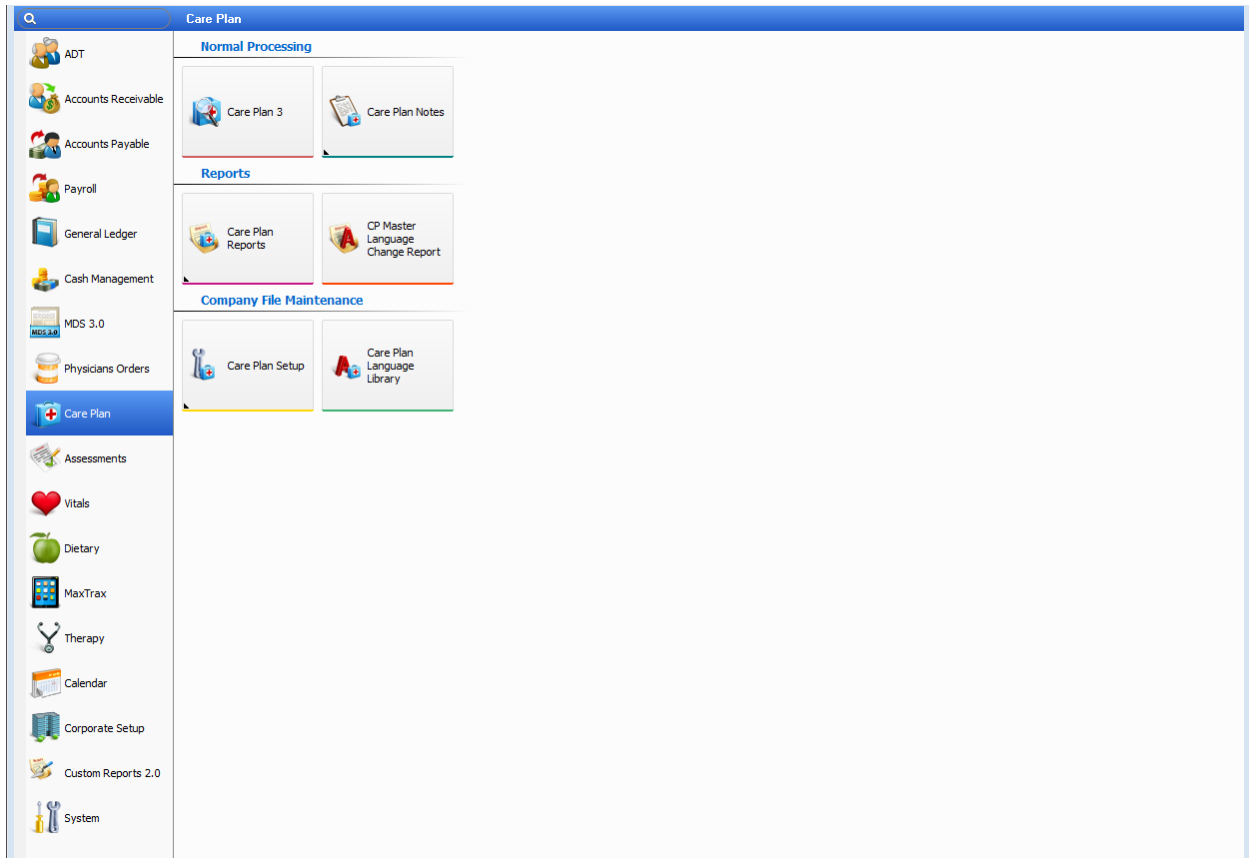 Care Plan
ADT
Accounts Receivable
Accounts Payable
Payroll
General Ledger
Cash Management
MDS 3.0
MDS 3.0
Physicians Orders
Care Plan
Assessments
Vitals
Dietary
MaxTrax
Therapy
Calendar
Corporate Setup
Custom Reports 2.0
System
Normal Processing
Care Plan 3
Care Plan Notes
Reports
Care Plan
Reports
CP Master
Language
Change Report
Company File Maintenance
Care Plan Setup
Care Plan
Language
Library